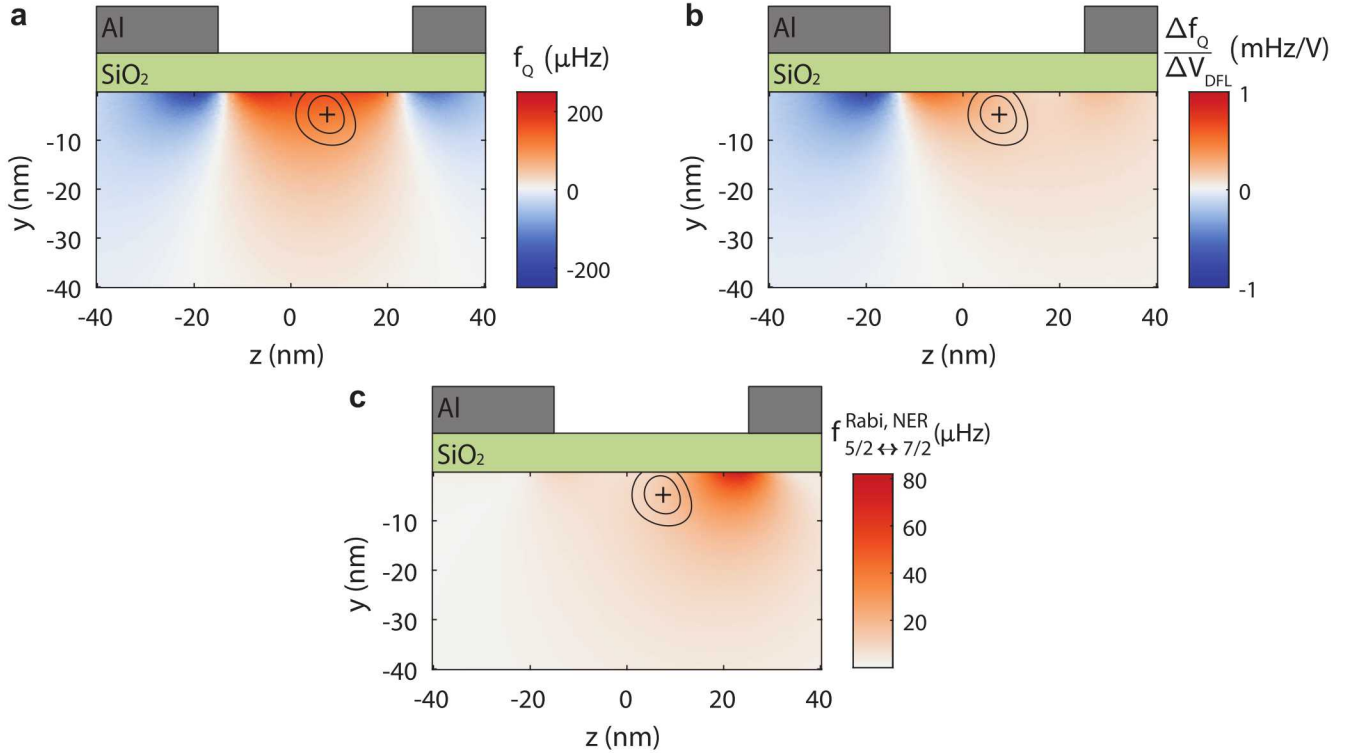 a
Al
SiO₂
f_Q (μHz)
200
0
-200
-10
-20
-30
-40
y (nm)
-40 -20 0 20 40
z (nm)
b
Al
SiO₂
Δf_Q
ΔV_DFL (mHz/V)
1
0
-1
-10
-20
-30
-40
y (nm)
-40 -20 0 20 40
z (nm)
c
Al
SiO₂
f Rabi, NER
5/2 ↔ 7/2 (μHz)
80
60
40
20
-10
-20
-30
-40
y (nm)
-40 -20 0 20 40
z (nm)